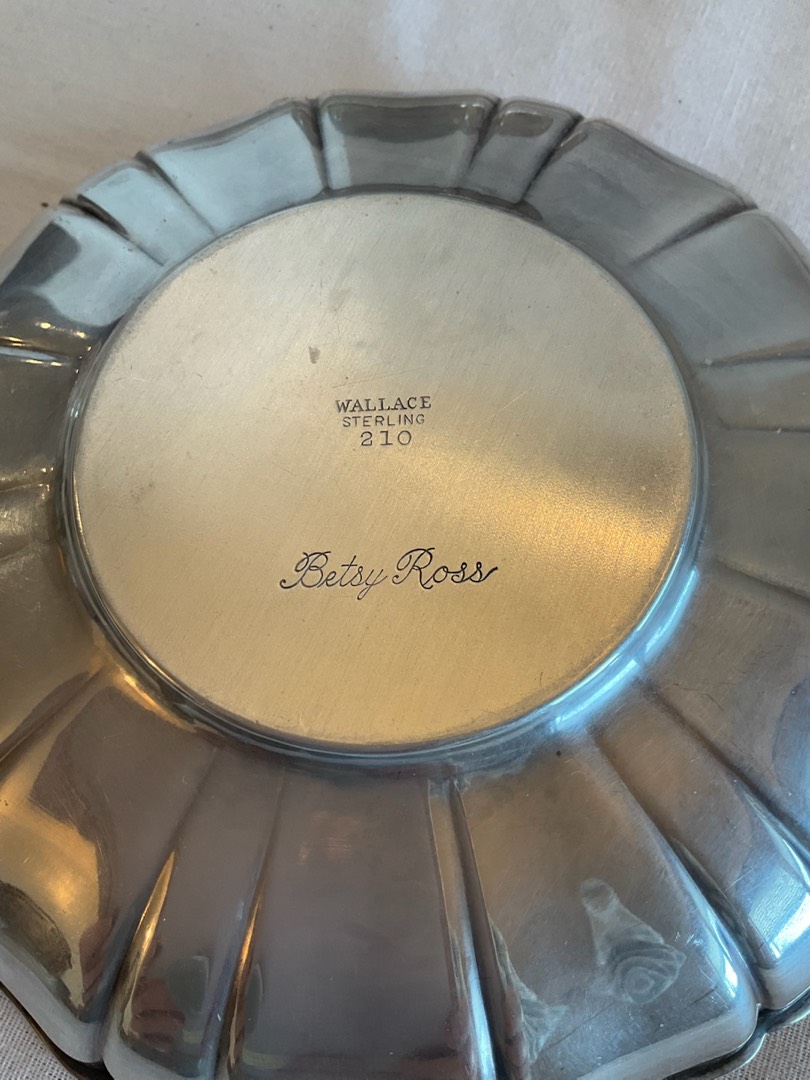 WALLACE
STERLING
210
Betsy Ross